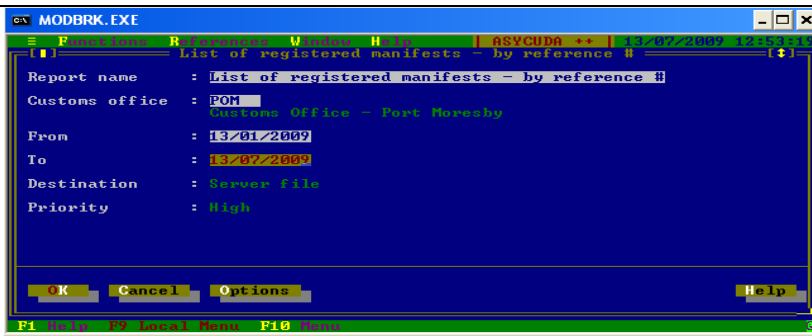 MODBRK.EXE
≡ Functions References Window Help | ASYCUDA ++ | 13/07/2009 12:53:19
[■] List of registered manifests - by reference # [↕]
Report name : List of registered manifests - by reference #
Customs office : POM
Customs Office - Port Moresby
From : 13/01/2009
To : 13/07/2009
Destination : Server file
Priority : High
OK Cancel Options Help
F1 Help F9 Local Menu F10 Menu